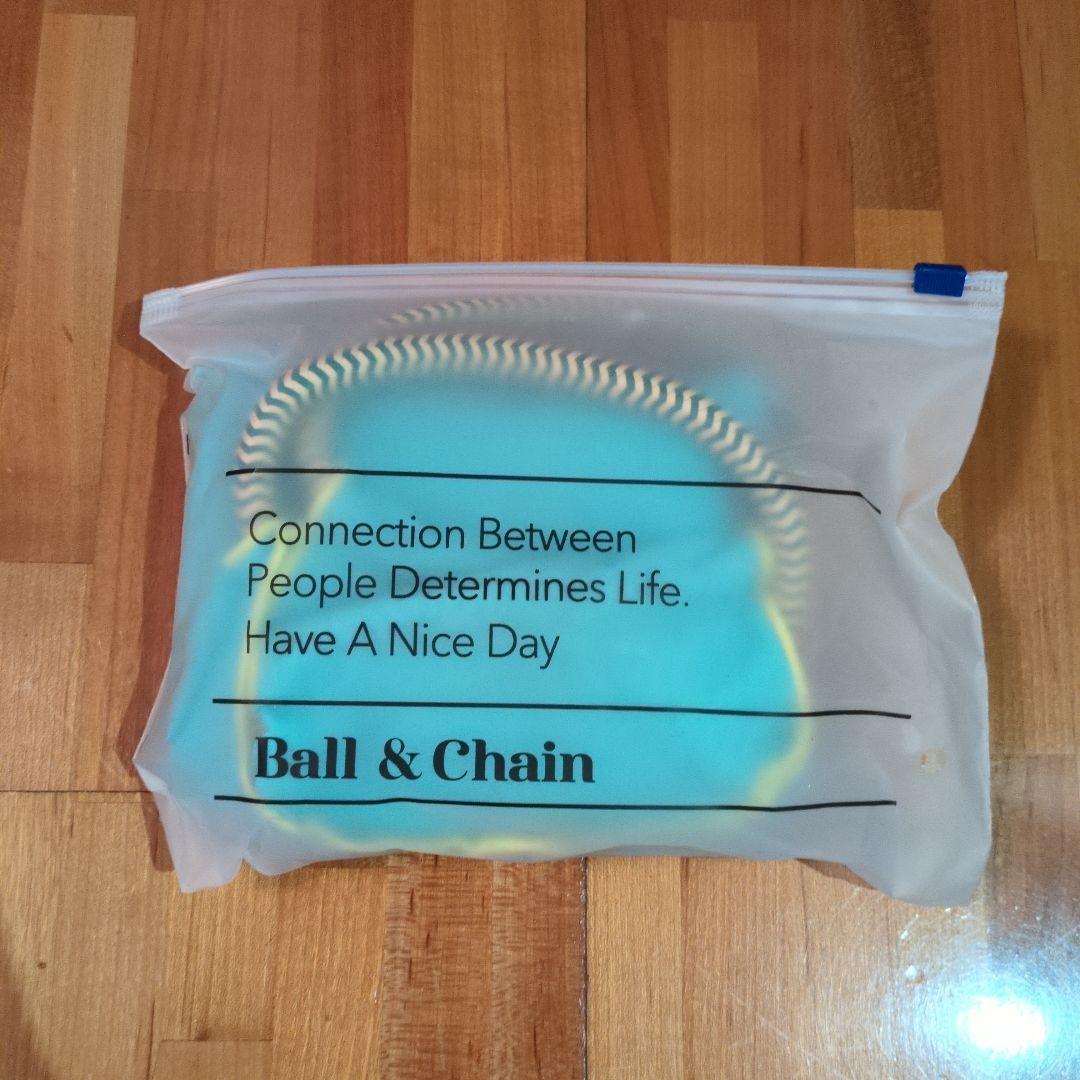 Connection Between
People Determines Life.
Have A Nice Day
Ball & Chain